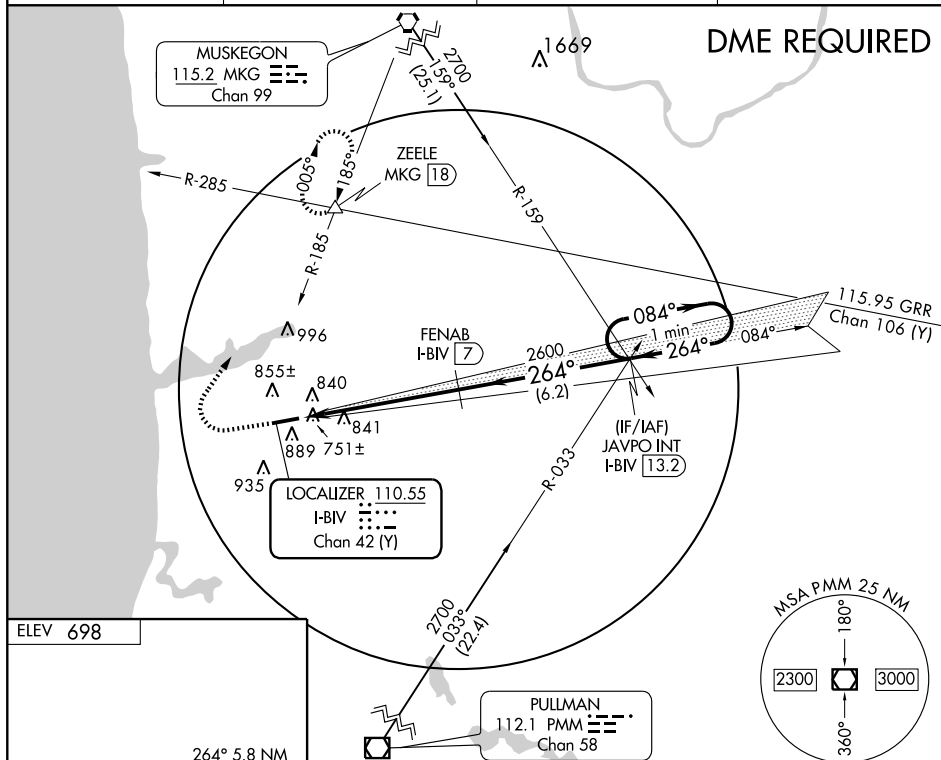 DME REQUIRED
MUSKEGON
115.2 MKG
Chan 99
1669
2700
159°
(25.1)
ZEELE
MKG 18
005°
185°
R-285
R-159
R-185
115.95 GRR
Chan 106 (Y)
084°
1 min
264°
084°
FENAB
I-BIV 7
2600
264°
(6.2)
996
855±
840
841
889
751±
935
(IF/IAF)
JAVPO INT
I-BIV 13.2
R-033
LOCALIZER 110.55
I-BIV
Chan 42 (Y)
2700
033°
(22.4)
MSA PMM 25 NM
180°
2300
3000
360°
ELEV 698
PULLMAN
112.1 PMM
Chan 58
264° 5.8 NM